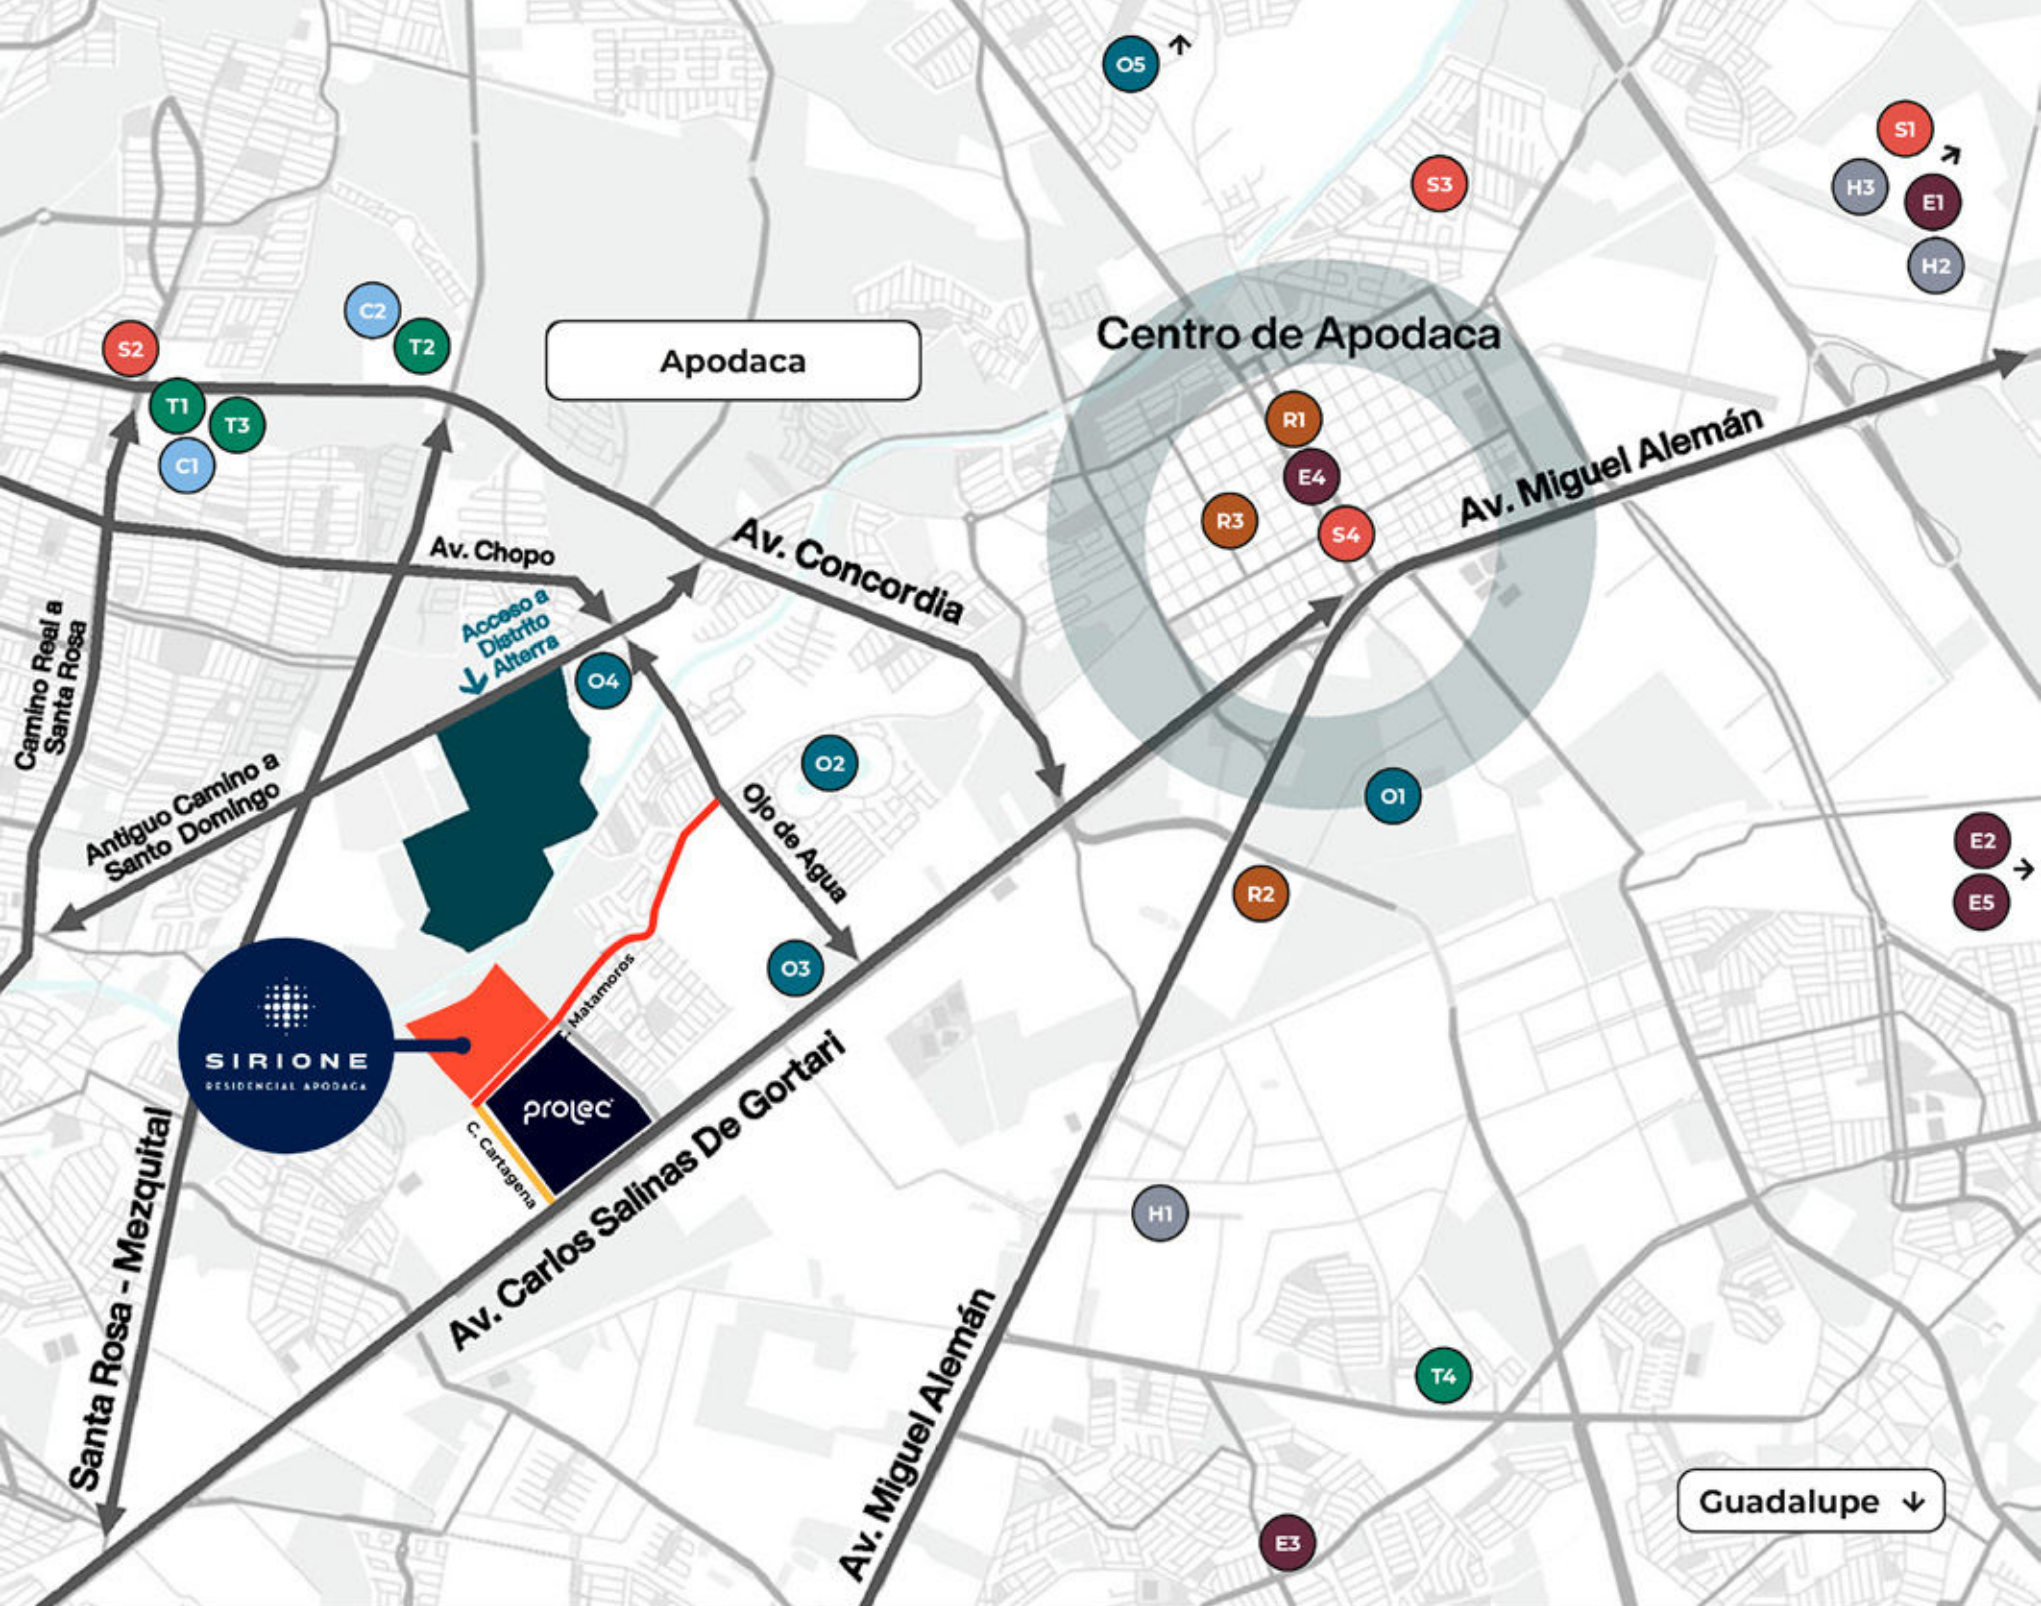 O5 ↑
S1
↗
S3
H3
E1
H2
Centro de Apodaca
C2
T2
S2
Apodaca
T1
T3
C1
R1
E4
R3
S4
Av. Miguel Alemán
Av. Chopo
Av. Concordia
Acceso a
Distrito
↓ Alterra
Camino Real a
Santa Rosa
O4
O2
O1
Antiguo Camino a
Santo Domingo
Ojo de Agua
R2
E2
→
E5
O3
C. Matamoros
SIRIONE
RESIDENCIAL APODACA
prolec
C. Cartagena
Av. Carlos Salinas De Gortari
Santa Rosa - Mezquital
H1
Av. Miguel Alemán
T4
Guadalupe ↓
E3